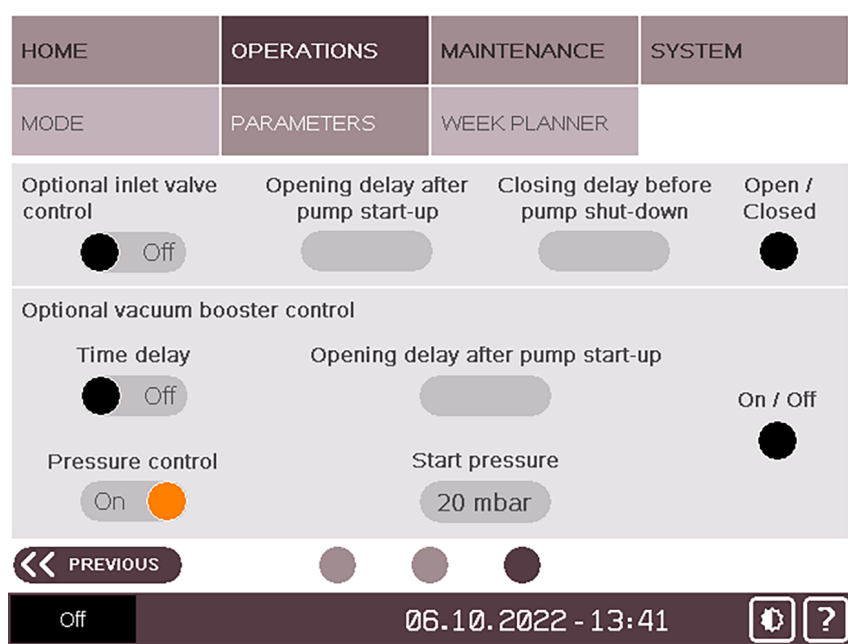 HOME OPERATIONS MAINTENANCE SYSTEM
MODE PARAMETERS WEEK PLANNER
Optional inlet valve
control
Off
Opening delay after
pump start-up
Closing delay before
pump shut-down
Open /
Closed
Optional vacuum booster control
Time delay
Off
Opening delay after pump start-up
On / Off
Pressure control
On
Start pressure
20 mbar
PREVIOUS
Off
06.10.2022 - 13:41
?